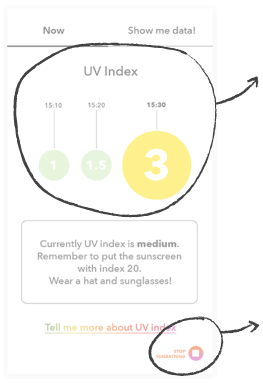 Now Show me data!
UV Index
15:10 15:20 15:30
1 1.5 3
Currently UV index is medium.
Remember to put the sunscreen
with index 20.
Wear a hat and sunglasses!
Tell me more about UV index
STOP
SUNBATHING